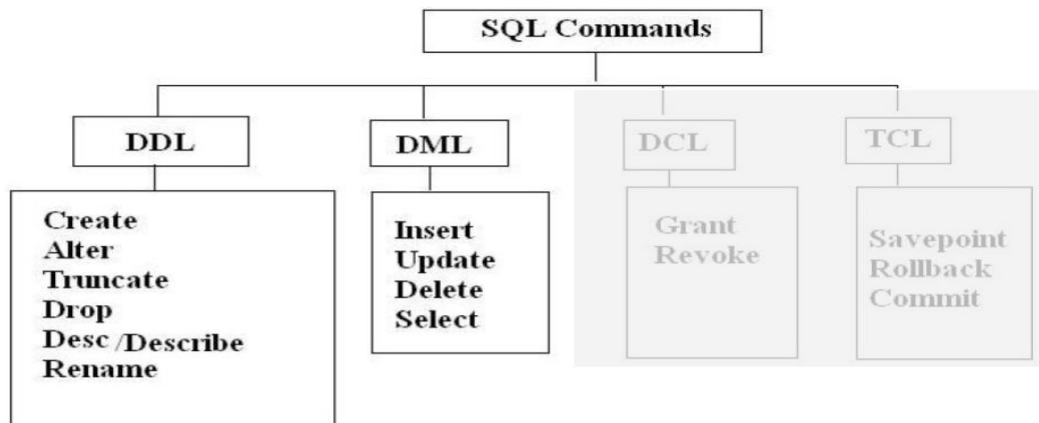 SQL Commands
DDL
DML
DCL
TCL
Create
Alter
Truncate
Drop
Desc /Describe
Rename
Insert
Update
Delete
Select
Grant
Revoke
Savepoint
Rollback
Commit